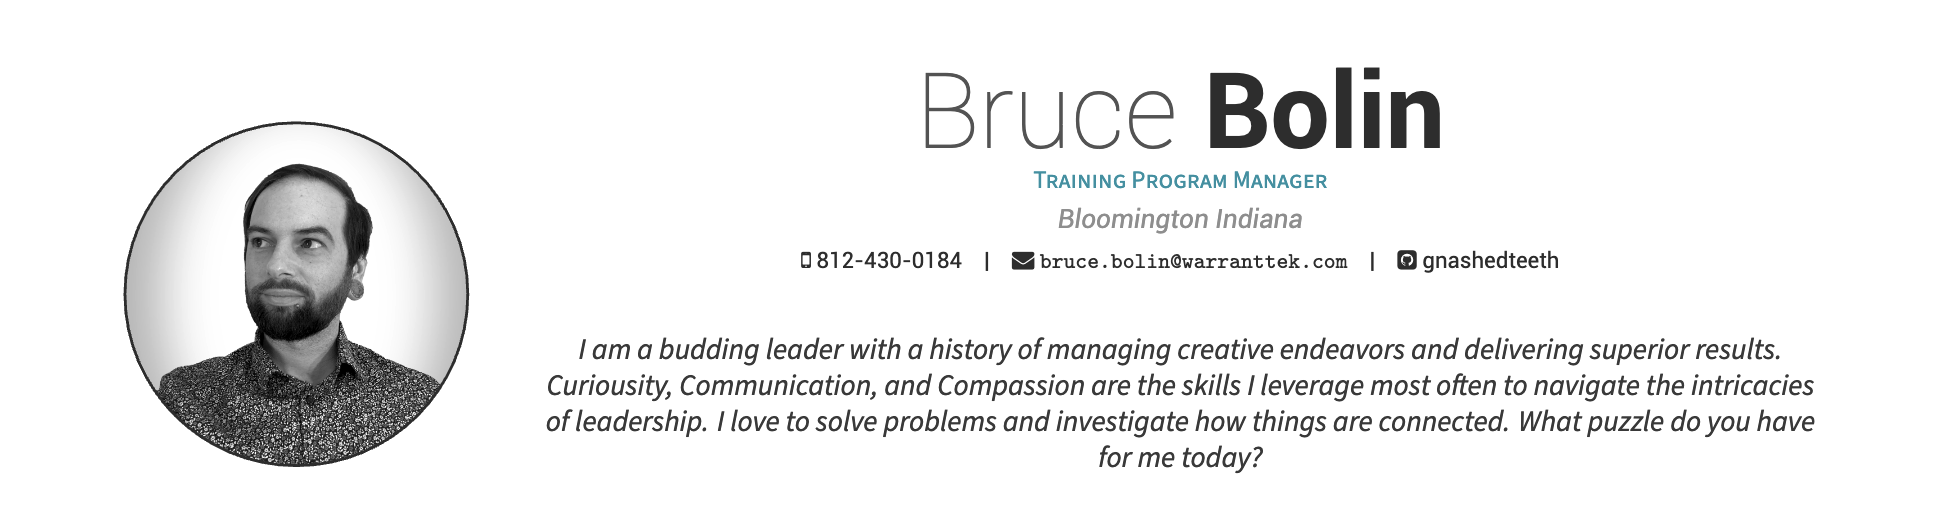 Bruce Bolin
Training Program Manager
Bloomington Indiana
812-430-0184 | bruce.bolin@warranttek.com | gnashedteeth
I am a budding leader with a history of managing creative endeavors and delivering superior results.
Curiousity, Communication, and Compassion are the skills I leverage most often to navigate the intricacies
of leadership. I love to solve problems and investigate how things are connected. What puzzle do you have
for me today?